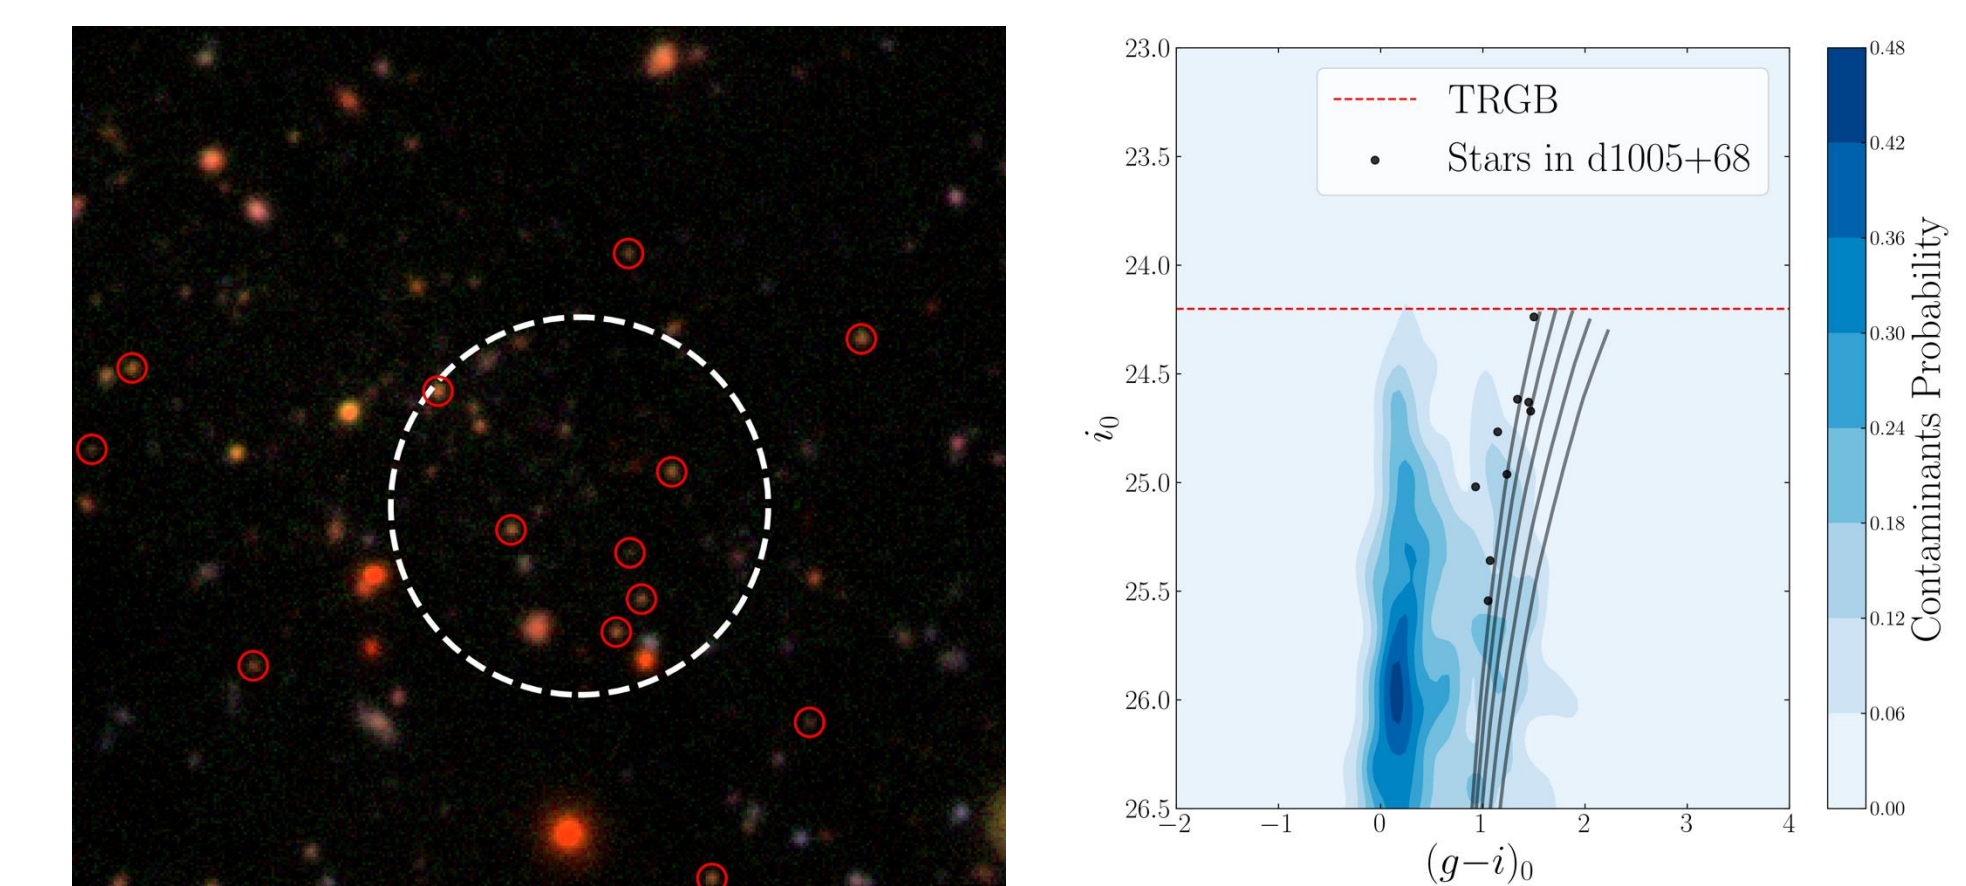 TRGB
Stars in d1005+68
23.0
23.5
24.0
24.5
25.0
25.5
26.0
26.5
i₀
−2 −1 0 1 2 3 4
(g−i)₀
0.48
0.42
0.36
0.30
0.24
0.18
0.12
0.06
0.00
Contaminants Probability